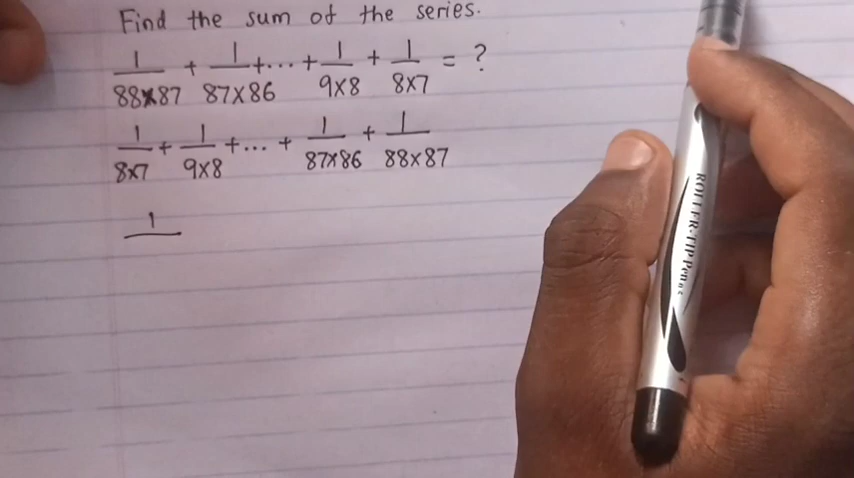 Find the sum of the series.
1/88×87 + 1/87×86 +...+ 1/9×8 + 1/8×7 = ?
1/8×7 + 1/9×8 +...+ 1/87×86 + 1/88×87
1
ROLLER-TIP Pen